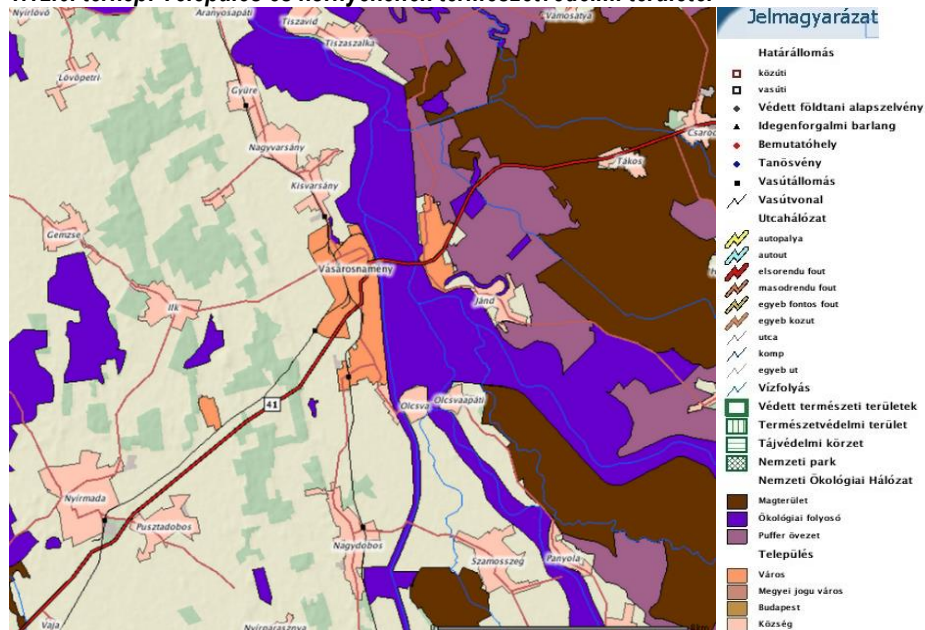 Nyírlövő
Aranyosapáti
Tiszavid
Tiszaszalka
Vámosatya
Lövőpetri
Gyüre
Csaroda
Nagyvarsány
Tákos
Kisvarsány
Gemzse
Vásárosnamény
Ilk
Jánd
Olcsva
Olcsvaapáti
41
Nyírmada
Pusztadobos
Nagydobos
Szamosszeg
Panyola
Vaja
Nyírparasznya
Jelmagyarázat
Határállomás
közúti
vasúti
Védett földtani alapszelvény
Idegenforgalmi barlang
Bemutatóhely
Tanösvény
Vasútállomás
Vasútvonal
Utcahálózat
autopalya
autout
elsorendu fout
masodrendu fout
egyeb fontos fout
egyeb kozut
utca
komp
egyeb ut
Vízfolyás
Védett természeti területek
Természetvédelmi terület
Tájvédelmi körzet
Nemzeti park
Nemzeti Ökológiai Hálózat
Magterület
Ökológiai folyosó
Puffer övezet
Település
Város
Megyei jogu város
Budapest
Község